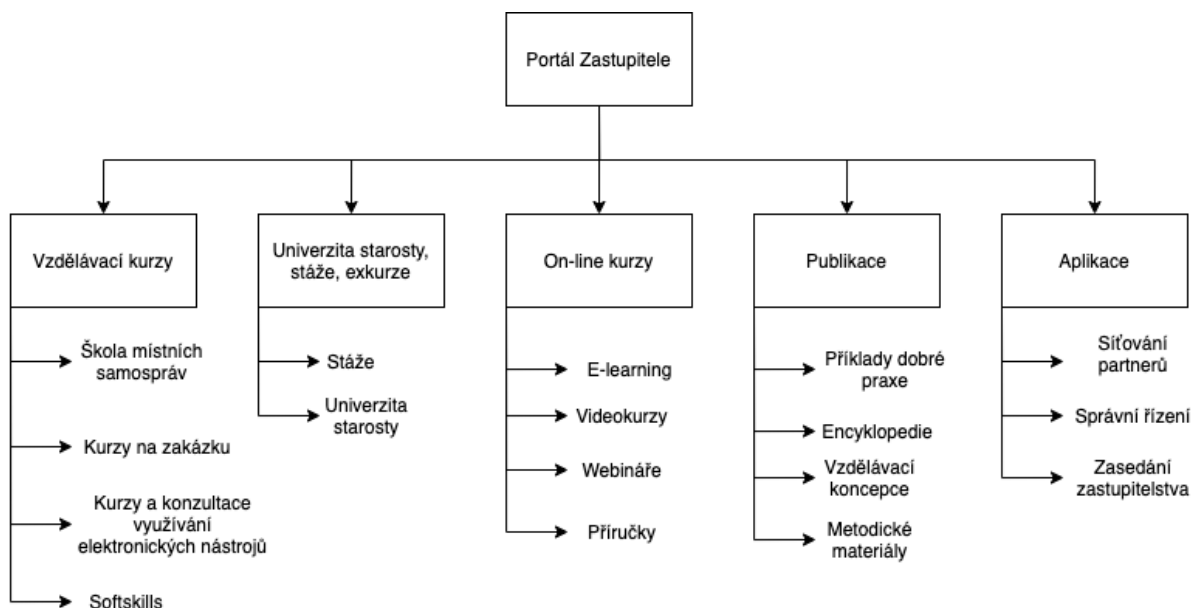 Portál Zastupitele
Vzdělávací kurzy
Univerzita starosty,
stáže, exkurze
On-line kurzy
Publikace
Aplikace
Škola místních
samospráv
Kurzy na zakázku
Kurzy a konzultace
využívání
elektronických nástrojů
Softskills
Stáže
Univerzita
starosty
E-learning
Videokurzy
Webináře
Příručky
Příklady dobré
praxe
Encyklopedie
Vzdělávací
koncepce
Metodické
materiály
Síťování
partnerů
Správní řízení
Zasedání
zastupitelstva